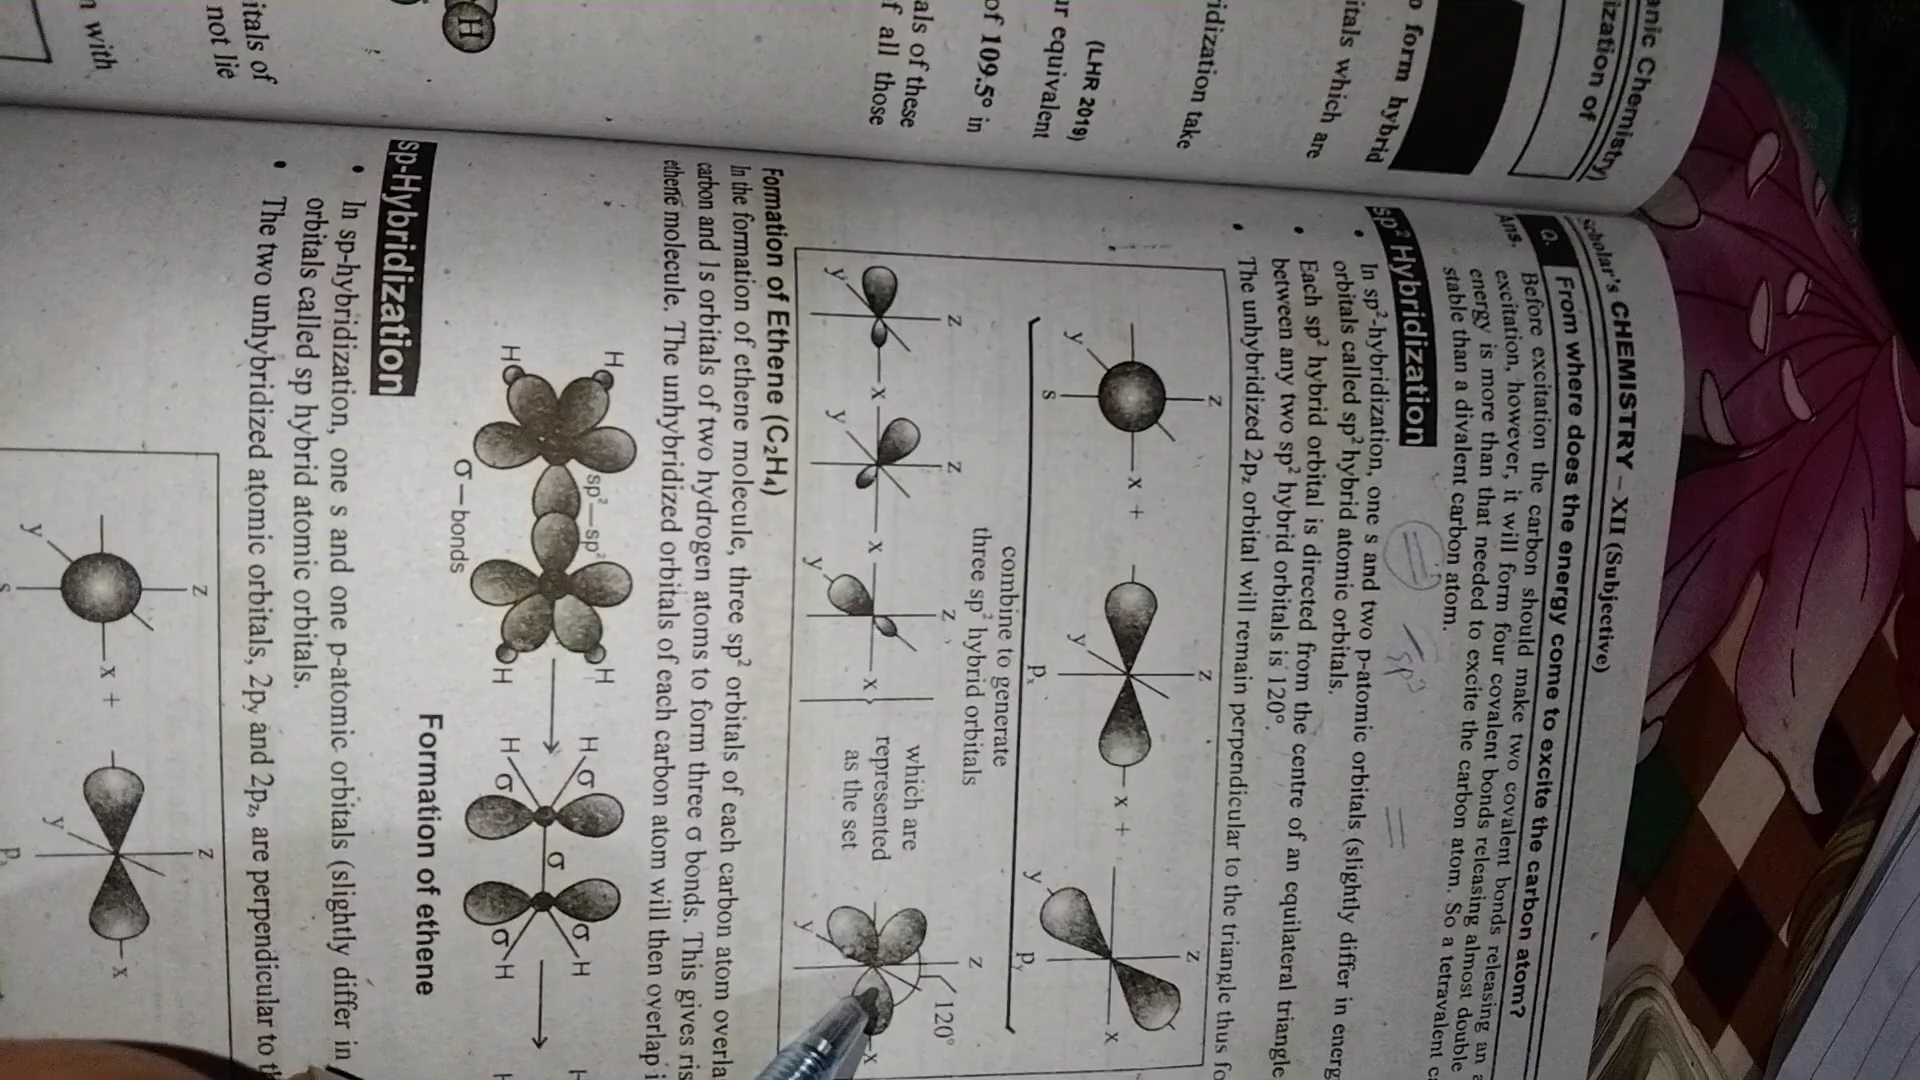 anic Chemistry)
ization of
o form hybrid
itals which are
idization take
(LHR 2019)
ur equivalent
of 109.5° in
als of these
f all those
H
itals of
not lie
n with
Scholar's CHEMISTRY – XII (Subjective)
Q. From where does the energy come to excite the carbon atom?
Ans. Before excitation the carbon should make two covalent bonds releasing an
excitation, however, it will form four covalent bonds releasing almost double
energy is more than that needed to excite the carbon atom. So a tetravalent c
stable than a divalent carbon atom.
sp² Hybridization
sp³
• In sp²-hybridization, one s and two p-atomic orbitals (slightly differ in energ
orbitals called sp² hybrid atomic orbitals.
• Each sp² hybrid orbital is directed from the centre of an equilateral triangle
between any two sp² hybrid orbitals is 120°.
• The unhybridized 2pz orbital will remain perpendicular to the triangle thus fo
z z z
x + x + x
y y y
s px py
combine to generate
three sp² hybrid orbitals
z z z z
120°
x x x x
y y y y
which are
represented
as the set
Formation of Ethene (C₂H₄)
In the formation of ethene molecule, three sp² orbitals of each carbon atom overla
carbon and 1s orbitals of two hydrogen atoms to form three σ bonds. This gives ris
ethene molecule. The unhybridized orbitals of each carbon atom will then overlap i
H H H σ σ H
sp²–sp² σ
H H H σ σ H
σ–bonds
Formation of ethene
sp-Hybridization
• In sp-hybridization, one s and one p-atomic orbitals (slightly differ in
orbitals called sp hybrid atomic orbitals.
• The two unhybridized atomic orbitals, 2py and 2pz, are perpendicular to t
z z
x + x
y y
s px